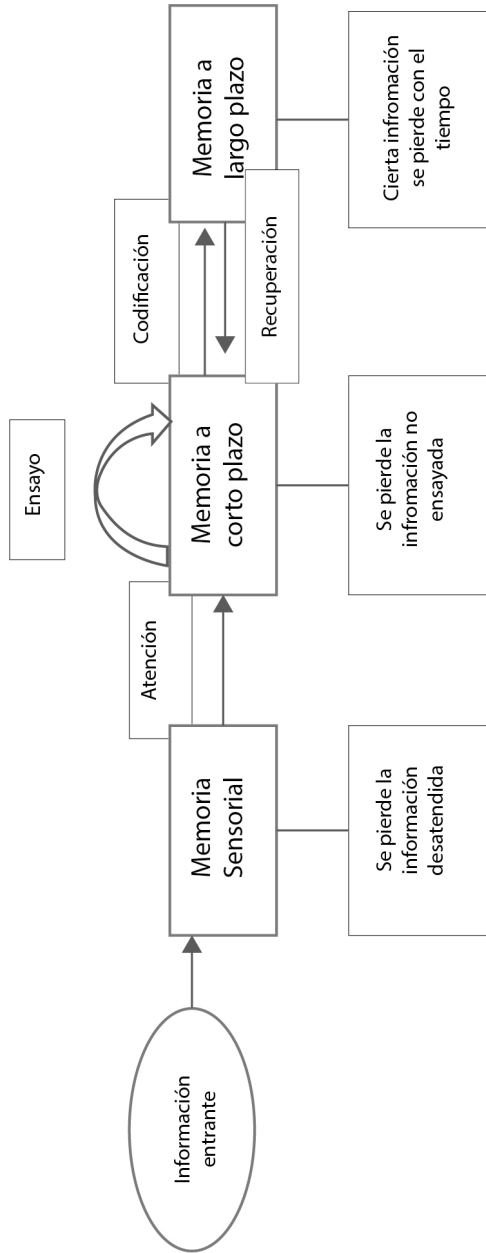 Información
entrante
Memoria
Sensorial
Se pierde la
información
desatendida
Atención
Ensayo
Memoria a
corto plazo
Se pierde la
infromación no
ensayada
Codificación
Recuperación
Memoria a
largo plazo
Cierta infromación
se pierde con el
tiempo